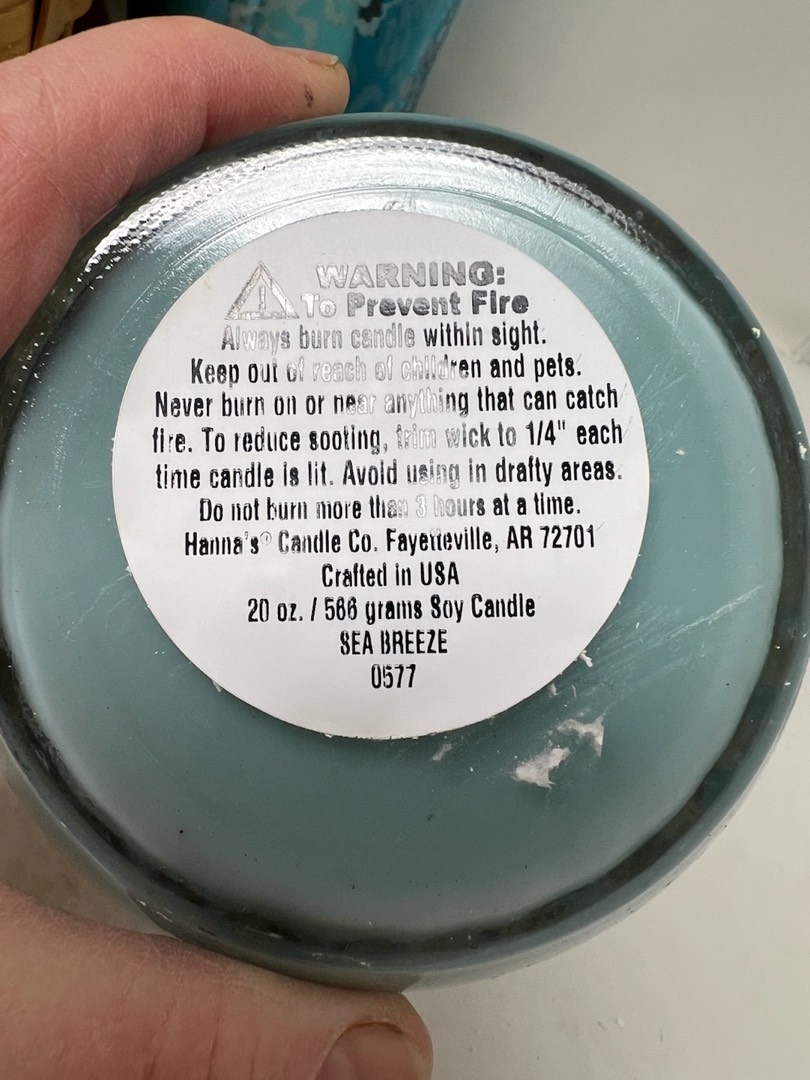 WARNING:
To Prevent Fire
Always burn candle within sight.
Keep out of reach of children and pets.
Never burn on or near anything that can catch
fire. To reduce sooting, trim wick to 1/4" each
time candle is lit. Avoid using in drafty areas.
Do not burn more than 3 hours at a time.
Hanna's® Candle Co. Fayetteville, AR 72701
Crafted in USA
20 oz. / 566 grams Soy Candle
SEA BREEZE
0577